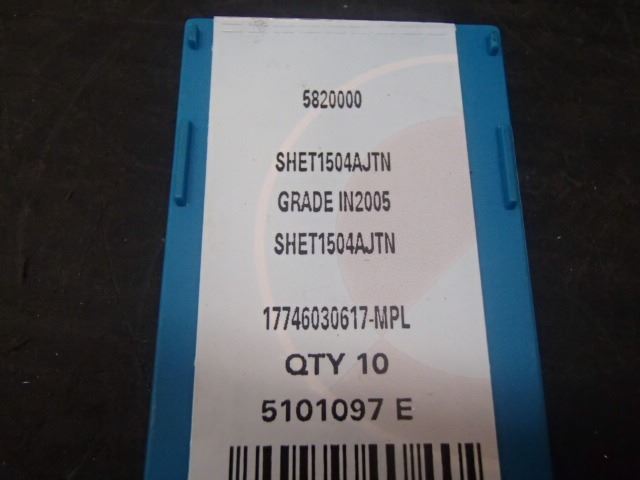 5820000
SHET1504AJTN
GRADE IN2005
SHET1504AJTN
17746030617-MPL
QTY 10
5101097 E